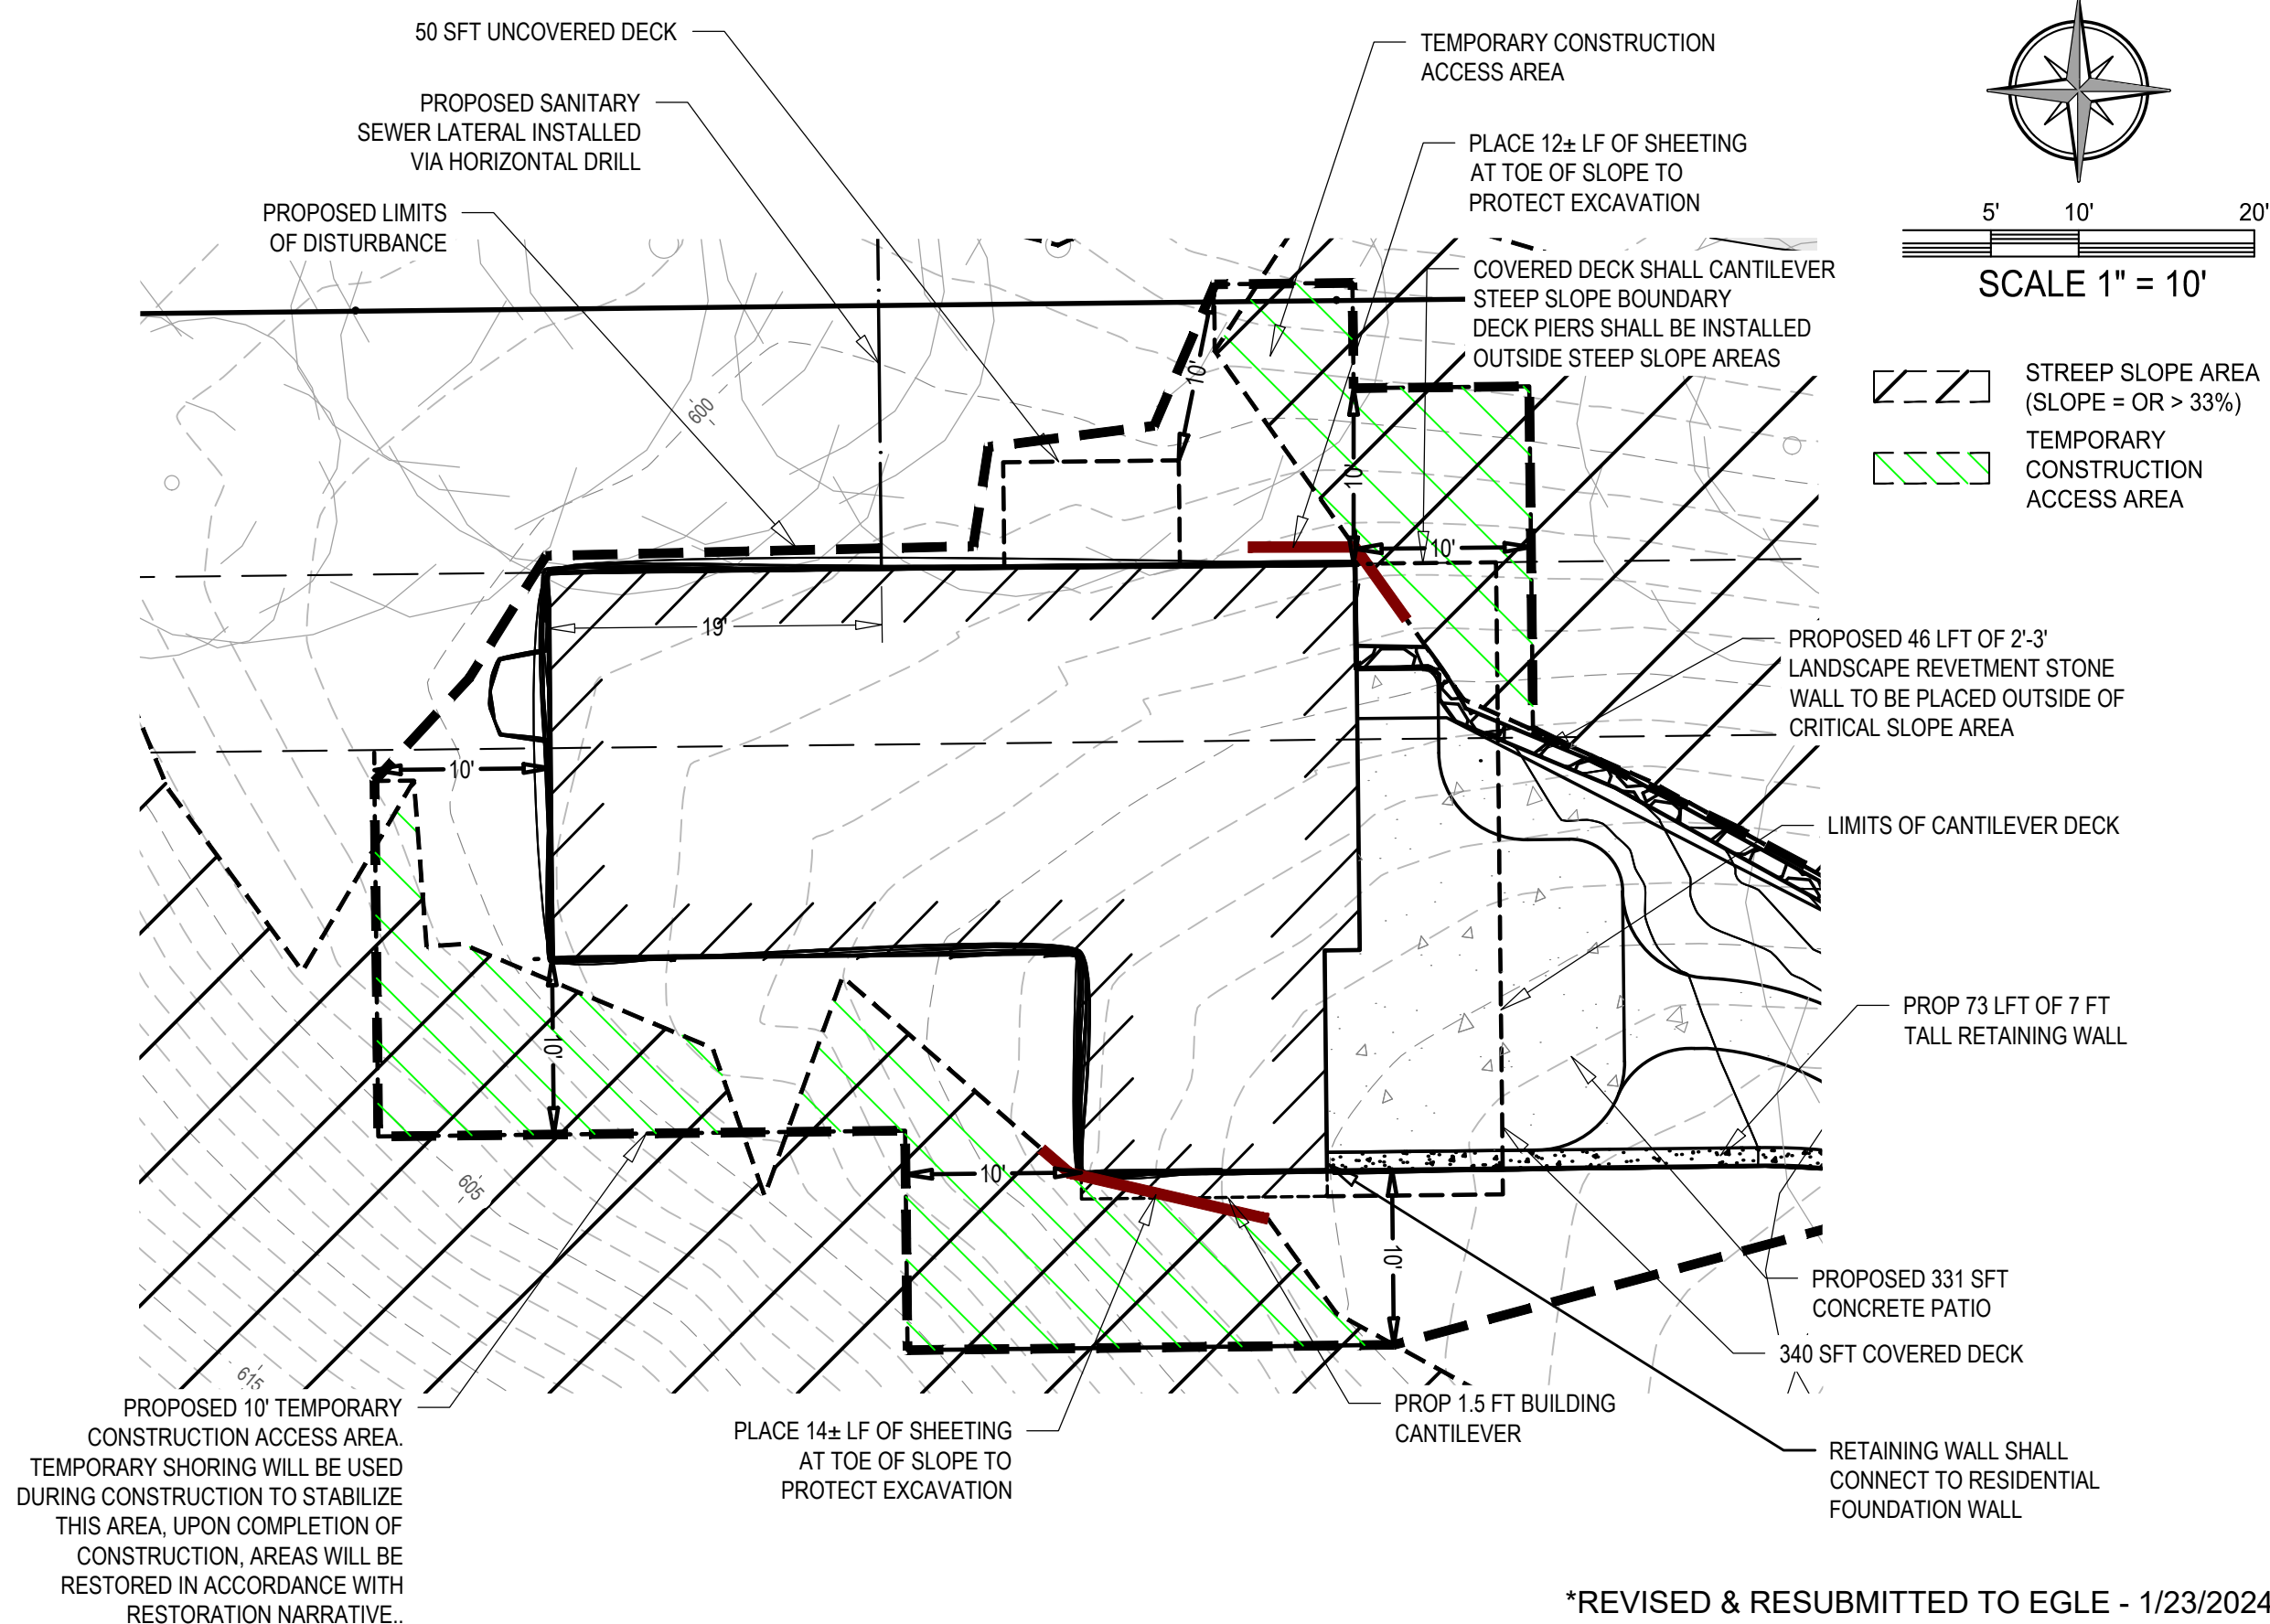 50 SFT UNCOVERED DECK
PROPOSED SANITARY
SEWER LATERAL INSTALLED
VIA HORIZONTAL DRILL
PROPOSED LIMITS
OF DISTURBANCE
TEMPORARY CONSTRUCTION
ACCESS AREA
PLACE 12± LF OF SHEETING
AT TOE OF SLOPE TO
PROTECT EXCAVATION
COVERED DECK SHALL CANTILEVER
STEEP SLOPE BOUNDARY
DECK PIERS SHALL BE INSTALLED
OUTSIDE STEEP SLOPE AREAS
5' 10' 20'
SCALE 1" = 10'
STREEP SLOPE AREA
(SLOPE = OR > 33%)
TEMPORARY
CONSTRUCTION
ACCESS AREA
600
10'
10'
10'
19'
10'
10'
10'
10'
605
615
PROPOSED 46 LFT OF 2'-3'
LANDSCAPE REVETMENT STONE
WALL TO BE PLACED OUTSIDE OF
CRITICAL SLOPE AREA
LIMITS OF CANTILEVER DECK
PROP 73 LFT OF 7 FT
TALL RETAINING WALL
PROPOSED 331 SFT
CONCRETE PATIO
340 SFT COVERED DECK
PROP 1.5 FT BUILDING
CANTILEVER
RETAINING WALL SHALL
CONNECT TO RESIDENTIAL
FOUNDATION WALL
PLACE 14± LF OF SHEETING
AT TOE OF SLOPE TO
PROTECT EXCAVATION
PROPOSED 10' TEMPORARY
CONSTRUCTION ACCESS AREA.
TEMPORARY SHORING WILL BE USED
DURING CONSTRUCTION TO STABILIZE
THIS AREA, UPON COMPLETION OF
CONSTRUCTION, AREAS WILL BE
RESTORED IN ACCORDANCE WITH
RESTORATION NARRATIVE..
*REVISED & RESUBMITTED TO EGLE - 1/23/2024